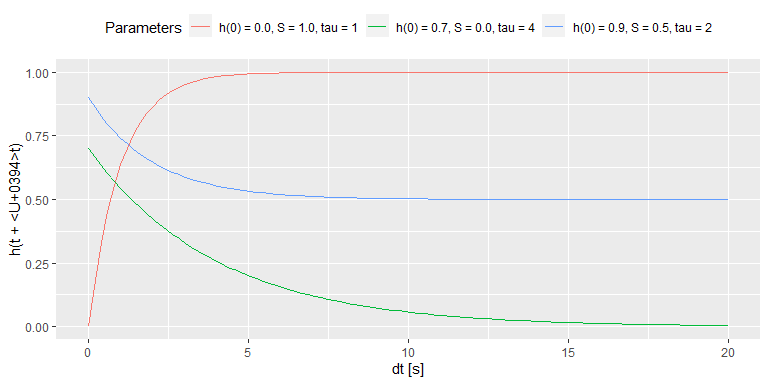 Parameters h(0) = 0.0, S = 1.0, tau = 1 h(0) = 0.7, S = 0.0, tau = 4 h(0) = 0.9, S = 0.5, tau = 2
h(t + <U+0394>t)
1.00
0.75
0.50
0.25
0.00
0 5 10 15 20
dt [s]